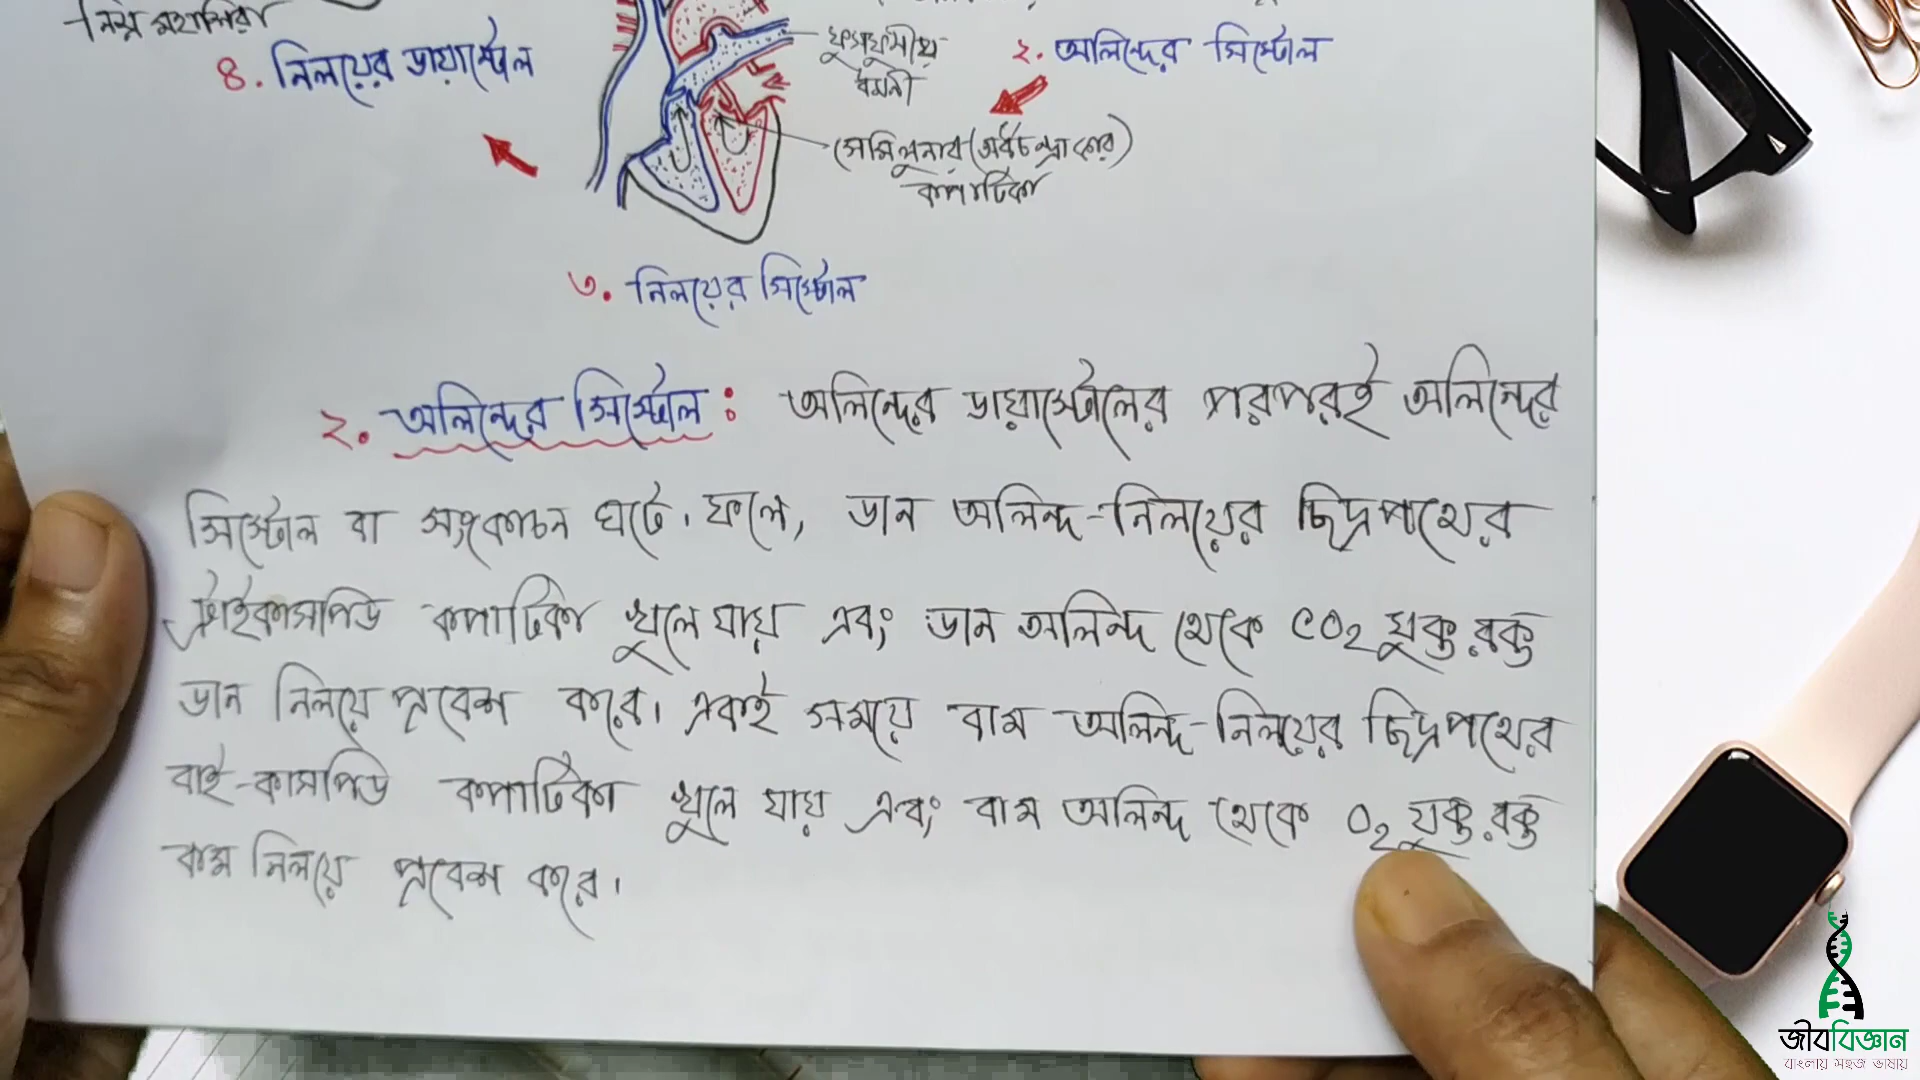 নিম্ন মহাশিরা
৪. নিলয়ের ডায়াস্টোল
ফুসফুসীয়
ধমনী
২. অলিন্দের সিস্টোল
সেমিলুনার (অর্ধচন্দ্রাকার)
কপাটিকা
৩. নিলয়ের সিস্টোল
২. অলিন্দের সিস্টোল : অলিন্দের ডায়াস্টোলের পরপরই অলিন্দের
সিস্টোল বা সংকোচন ঘটে। ফলে, ডান অলিন্দ-নিলয়ের ছিদ্রপথের
ট্রাইকাসপিড কপাটিকা খুলে যায় এবং ডান অলিন্দ থেকে CO₂ যুক্ত রক্ত
ডান নিলয়ে প্রবেশ করে। একই সময়ে বাম অলিন্দ-নিলয়ের ছিদ্রপথের
বাই-কাসপিড কপাটিকা খুলে যায় এবং বাম অলিন্দ থেকে O₂ যুক্ত রক্ত
বাম নিলয়ে প্রবেশ করে।
জীববিজ্ঞান
বাংলায় সহজ ভাষায়